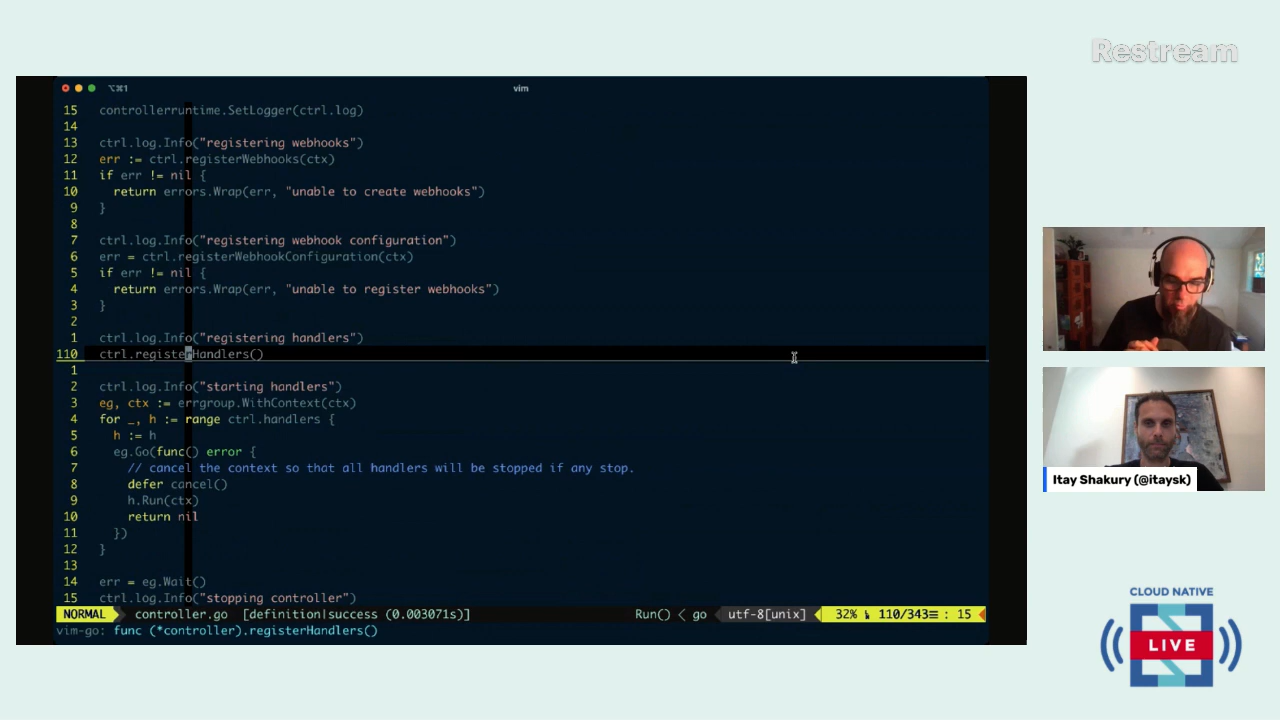 Restream
⌥⌘1
vim
15 controllerruntime.SetLogger(ctrl.log)
14
13 ctrl.log.Info("registering webhooks")
12 err := ctrl.registerWebhooks(ctx)
11 if err != nil {
10 return errors.Wrap(err, "unable to create webhooks")
9 }
8
7 ctrl.log.Info("registering webhook configuration")
6 err = ctrl.registerWebhookConfiguration(ctx)
5 if err != nil {
4 return errors.Wrap(err, "unable to register webhooks")
3 }
2
1 ctrl.log.Info("registering handlers")
110 ctrl.registerHandlers()
1
2 ctrl.log.Info("starting handlers")
3 eg, ctx := errgroup.WithContext(ctx)
4 for _, h := range ctrl.handlers {
5 h := h
6 eg.Go(func() error {
7 // cancel the context so that all handlers will be stopped if any stop.
8 defer cancel()
9 h.Run(ctx)
10 return nil
11 })
12 }
13
14 err = eg.Wait()
15 ctrl.log.Info("stopping controller")
NORMAL controller.go [definition|success (0.003071s)] Run() < go utf-8[unix] 32% 110/343≡ : 15
vim-go: func (*controller).registerHandlers()
Itay Shakury (@itaysk)
CLOUD NATIVE
LIVE